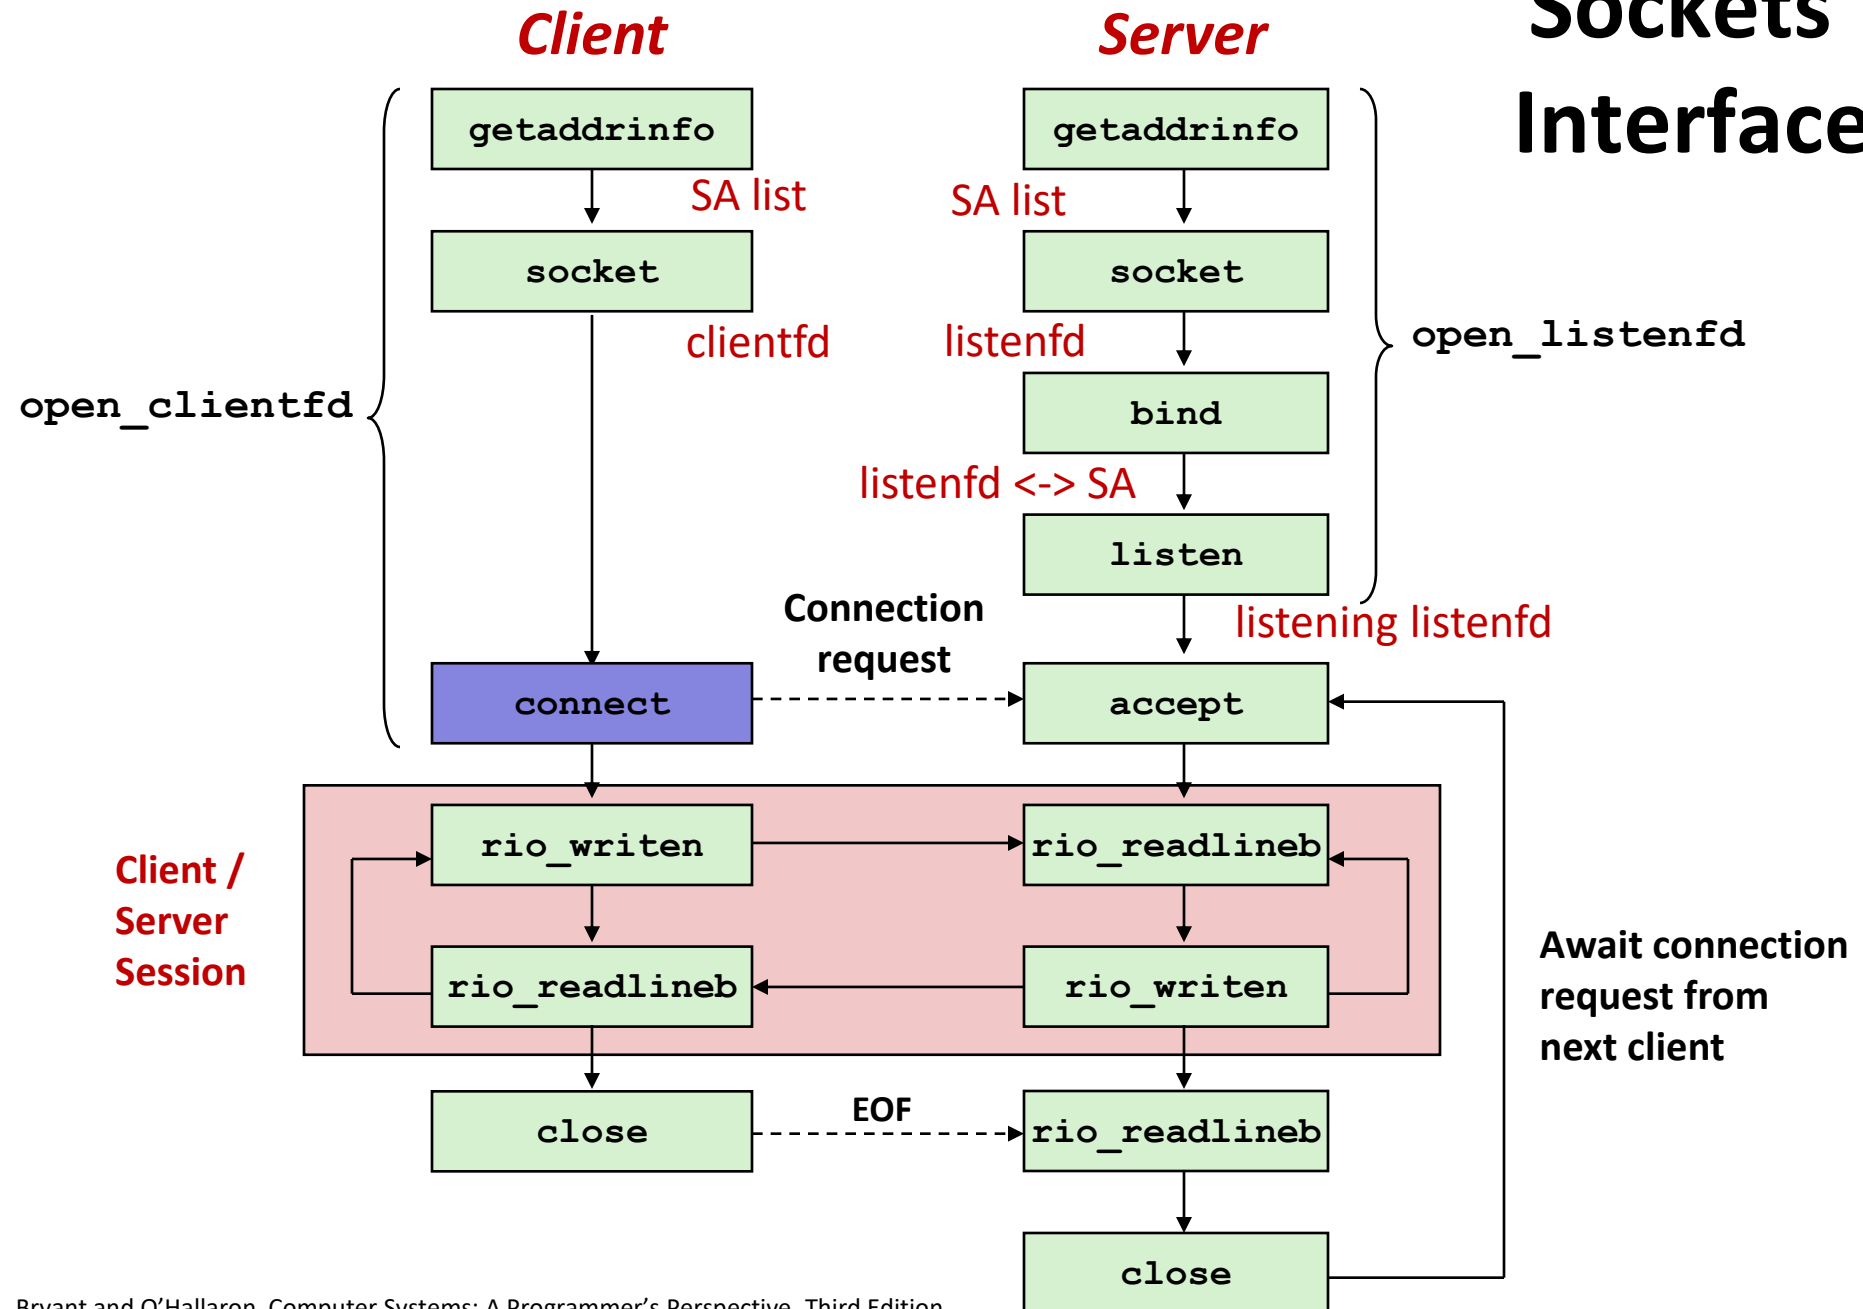 Client
Server
Sockets
Interface
getaddrinfo
getaddrinfo
SA list
SA list
socket
socket
clientfd
listenfd
open_listenfd
open_clientfd
bind
listenfd <-> SA
listen
Connection
request
listening listenfd
connect
accept
Client /
Server
Session
rio_writen
rio_readlineb
rio_readlineb
rio_writen
Await connection
request from
next client
close
EOF
rio_readlineb
close
Bryant and O'Hallaron, Computer Systems: A Programmer's Perspective, Third Edition